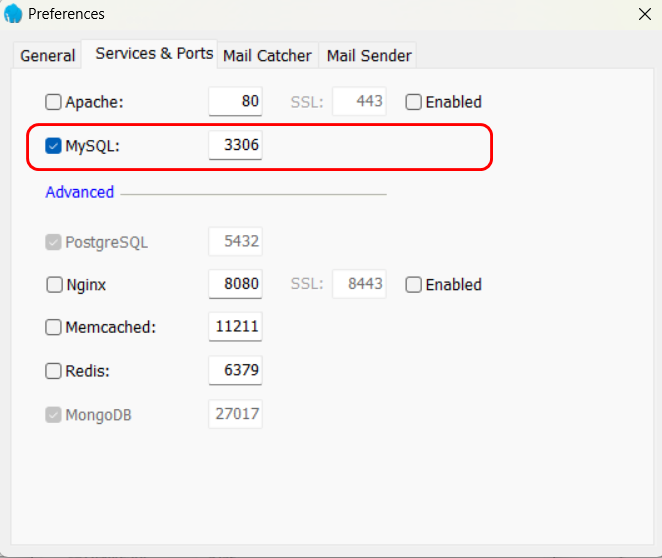 Preferences
General Services & Ports Mail Catcher Mail Sender
Apache: 80 SSL: 443 Enabled
MySQL: 3306
Advanced
PostgreSQL 5432
Nginx 8080 SSL: 8443 Enabled
Memcached: 11211
Redis: 6379
MongoDB 27017